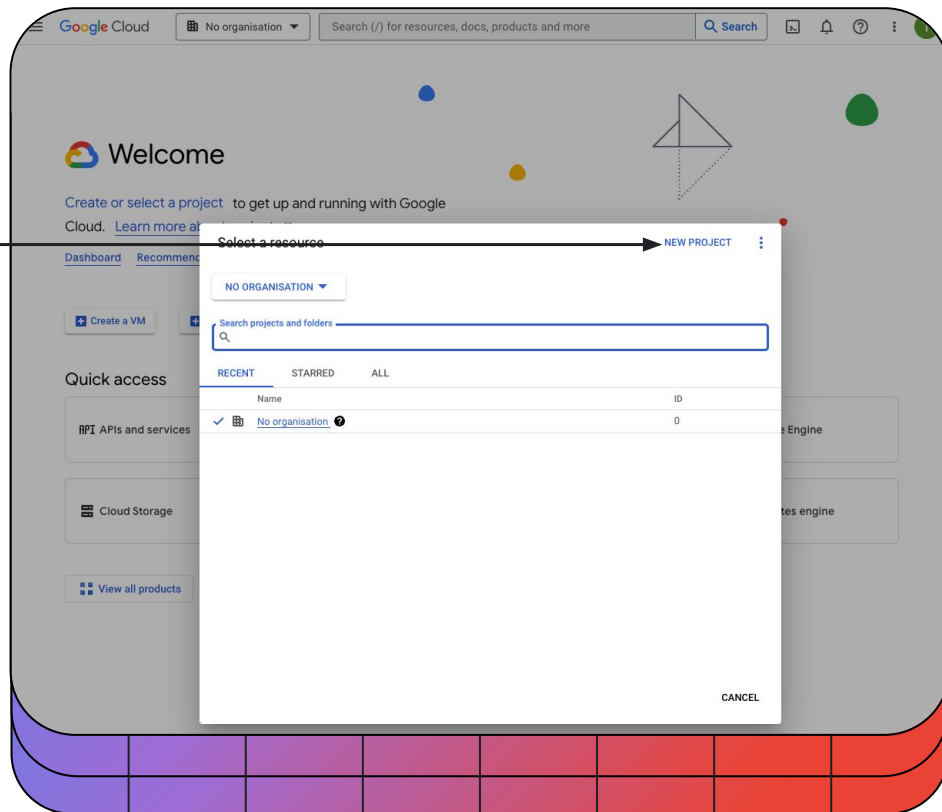 Google Cloud
No organisation
Search (/) for resources, docs, products and more
Search
Welcome
Create or select a project to get up and running with Google
Cloud. Learn more
Dashboard
Create a VM
Quick access
API APIs and services
Cloud Storage
View all products
Select a resource
NEW PROJECT
NO ORGANISATION
Search projects and folders
RECENT STARRED ALL
Name ID
No organisation 0
Engine
engine
CANCEL